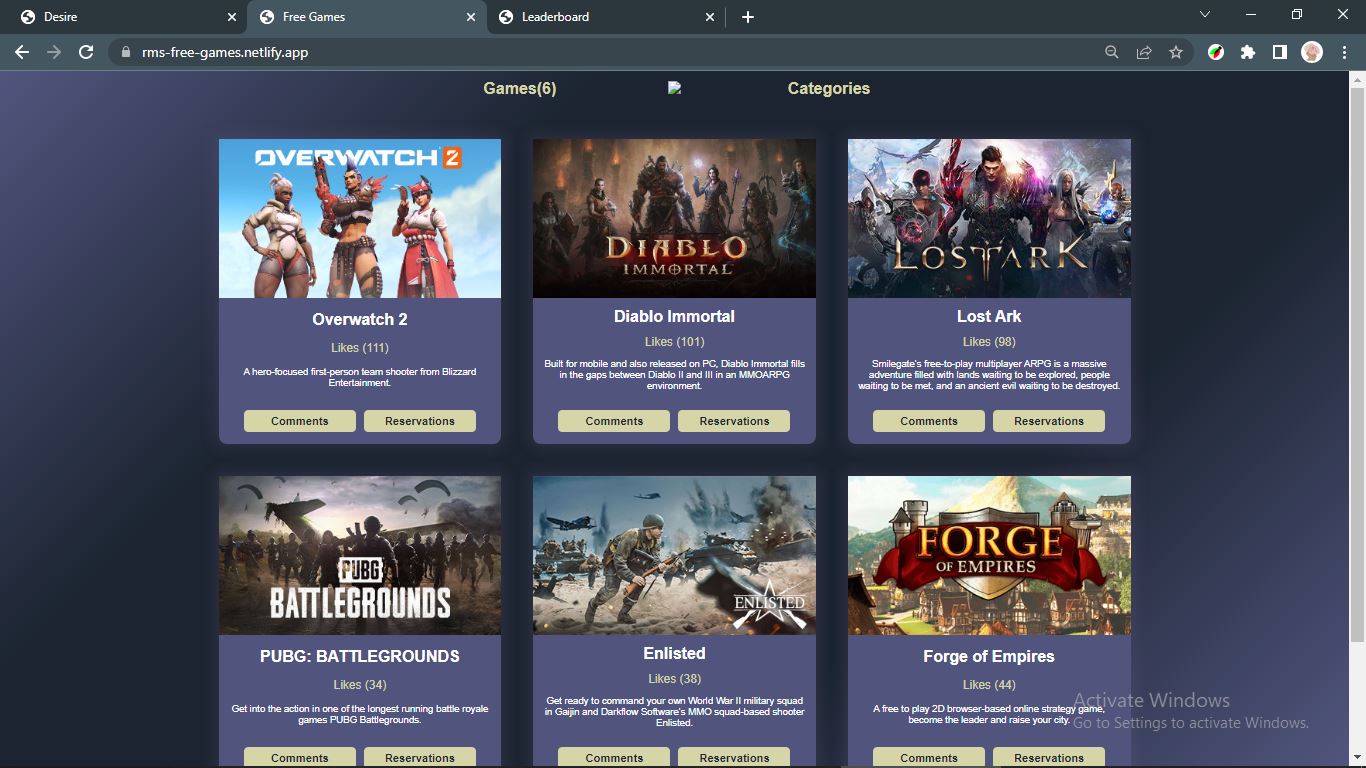 Desire
Free Games
Leaderboard
rms-free-games.netlify.app
Games(6)
Categories
OVERWATCH 2
DIABLO
IMMORTAL
LOST ARK
Overwatch 2
Diablo Immortal
Lost Ark
Likes (111)
Likes (101)
Likes (98)
A hero-focused first-person team shooter from Blizzard
Entertainment.
Built for mobile and also released on PC, Diablo Immortal fills
in the gaps between Diablo II and III in an MMOARPG
environment.
Smilegate's free-to-play multiplayer ARPG is a massive
adventure filled with lands waiting to be explored, people
waiting to be met, and an ancient evil waiting to be destroyed.
Comments
Reservations
Comments
Reservations
Comments
Reservations
PUBG
BATTLEGROUNDS
ENLISTED
FORGE
OF EMPIRES
PUBG: BATTLEGROUNDS
Enlisted
Forge of Empires
Likes (34)
Likes (38)
Likes (44)
Get into the action in one of the longest running battle royale
games PUBG Battlegrounds.
Get ready to command your own World War II military squad
in Gaijin and Darkflow Software's MMO squad-based shooter
Enlisted.
A free to play 2D browser-based online strategy game,
become the leader and raise your city.
Activate Windows
Go to Settings to activate Windows.
Comments
Reservations
Comments
Reservations
Comments
Reservations